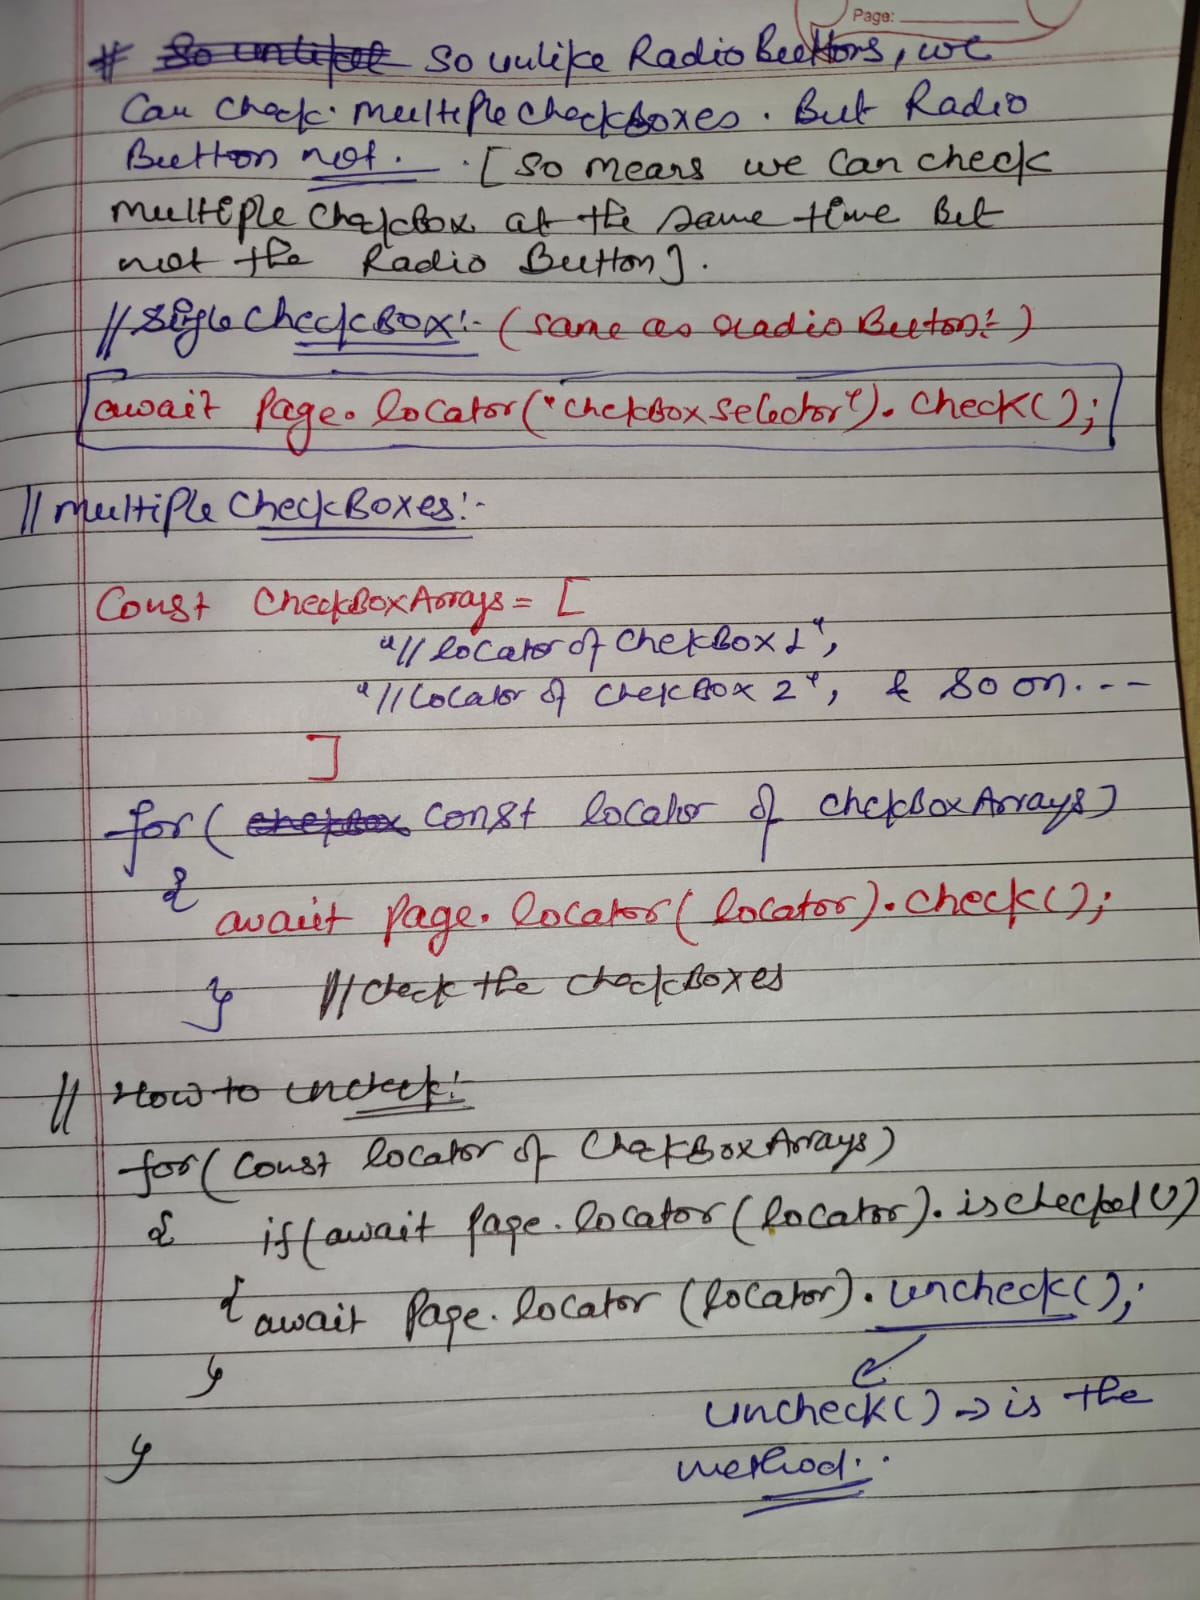 Page:
# So unlike Radio Buttons, we
Can check multiple checkBoxes. But Radio
Button not. [So means we can check
multiple checkBox at the same time But
not the Radio Button].
// Single CheckBox:- (same as radio Button:-)
await Page.locator("chekBox selector").check();
// multiple CheckBoxes:-
Const CheckBoxArrays = [
"// locator of ChekBox 1",
"// locator of ChekBox 2", & so on...--
]
for( const locator of chckBoxArrays)
{
await Page.locator(locator).check();
} // check the checkBoxes
// How to uncheck:-
for(Const locator of CheckBoxArrays)
{ if(await page.locator(locator).ischecked())
{ await Page.locator(locator).uncheck();
}
uncheck() → is the
}
method..